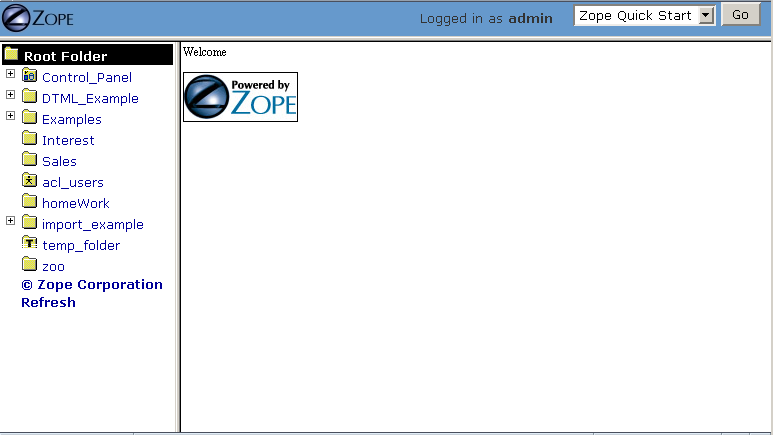 ZOPE
Logged in as admin
Zope Quick Start
Go
Root Folder
Control_Panel
DTML_Example
Examples
Interest
Sales
acl_users
homeWork
import_example
temp_folder
zoo
© Zope Corporation
Refresh
Welcome
Powered by
ZOPE